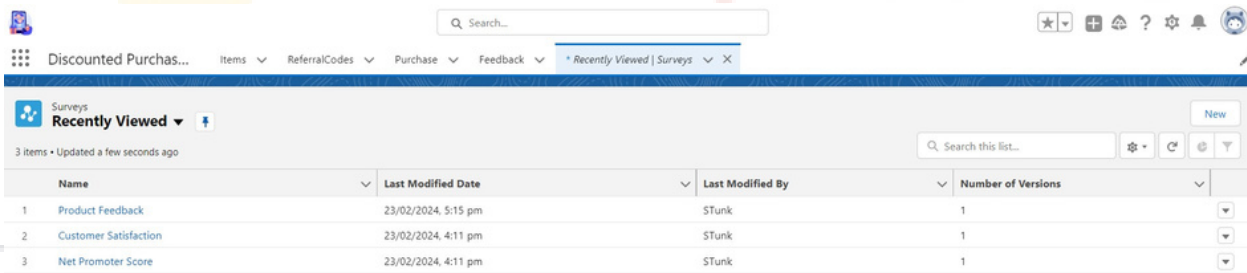 Search...
Discounted Purchas... Items ReferralCodes Purchase Feedback * Recently Viewed | Surveys
Surveys
Recently Viewed
New
3 items • Updated a few seconds ago
Search this list...
Name Last Modified Date Last Modified By Number of Versions
1 Product Feedback 23/02/2024, 5:15 pm STunk 1
2 Customer Satisfaction 23/02/2024, 4:11 pm STunk 1
3 Net Promoter Score 23/02/2024, 4:11 pm STunk 1